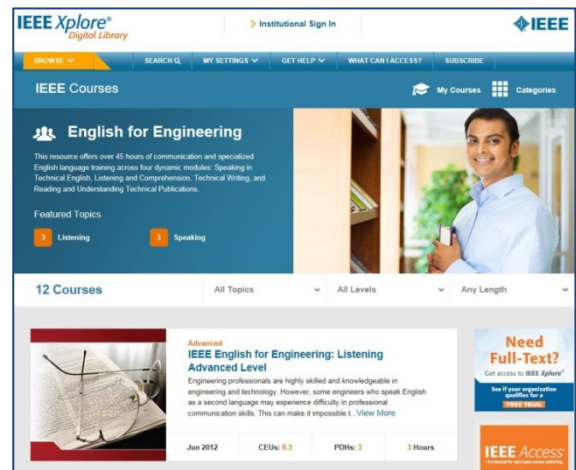 IEEE Xplore®
Digital Library
> Institutional Sign In
IEEE
BROWSE
SEARCH
MY SETTINGS
GET HELP
WHAT CAN I ACCESS?
SUBSCRIBE
IEEE Courses
My Courses
Categories
English for Engineering
This resource offers over 45 hours of communication and specialized
English language training across four dynamic modules: Speaking in
Technical English, Listening and Comprehension, Technical Writing, and
Reading and Understanding Technical Publications.
Featured Topics
3 Listening
3 Speaking
12 Courses
All Topics
All Levels
Any Length
Advanced
IEEE English for Engineering: Listening
Advanced Level
Engineering professionals are highly skilled and knowledgeable in
engineering and technology. However, some engineers who speak English
as a second language may experience difficulty in professional
communication skills. This can make it impossible t...View More
Jun 2012
CEUs: 0.3
PDHs: 3
3 Hours
Need
Full-Text?
Get access to IEEE Xplore®
See if your organization
qualifies for a
FREE TRIAL
IEEE Access